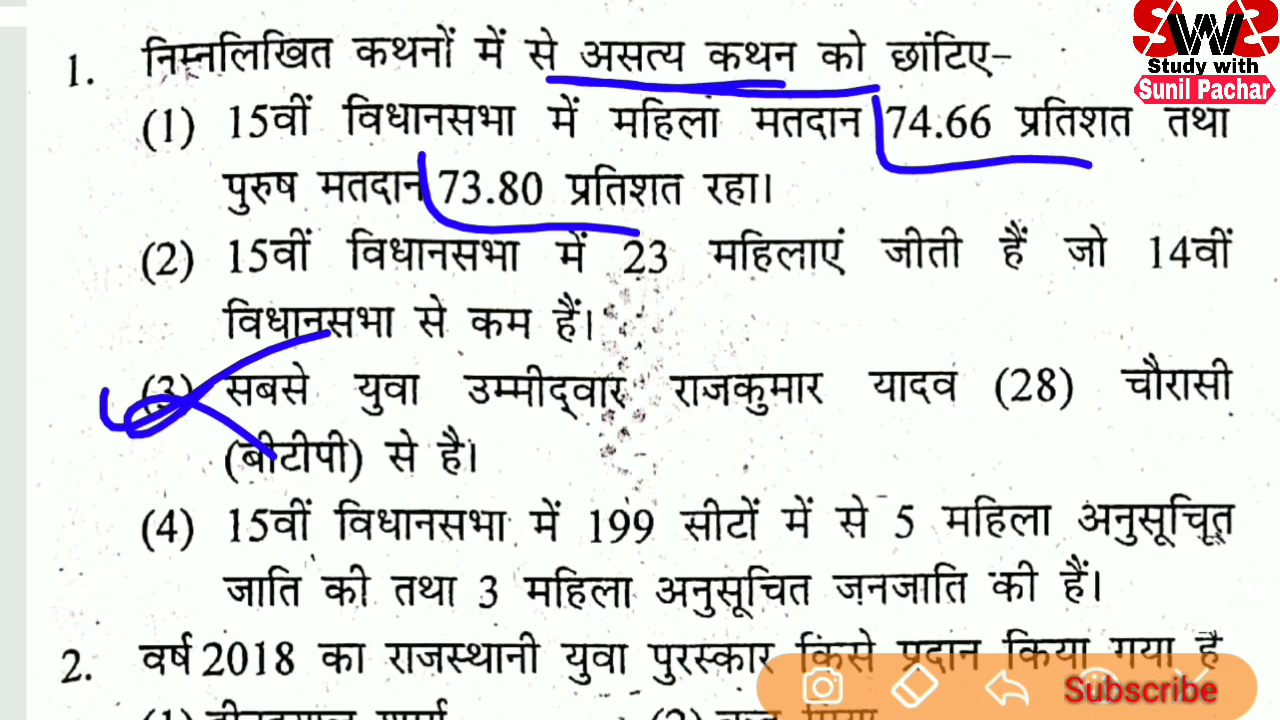 SWS
Study with
Sunil Pachar
1. निम्नलिखित कथनों में से असत्य कथन को छांटिए-
(1) 15वीं विधानसभा में महिला मतदान 74.66 प्रतिशत तथा
पुरुष मतदान 73.80 प्रतिशत रहा।
(2) 15वीं विधानसभा में 23 महिलाएं जीती हैं जो 14वीं
विधानसभा से कम हैं।
(3) सबसे युवा उम्मीद्वार राजकुमार यादव (28) चौरासी
(बीटीपी) से है।
(4) 15वीं विधानसभा में 199 सीटों में से 5 महिला अनुसूचित
जाति की तथा 3 महिला अनुसूचित जनजाति की हैं।
2. वर्ष 2018 का राजस्थानी युवा पुरस्कार किसे प्रदान किया गया है
Subscribe
(1)
(2)